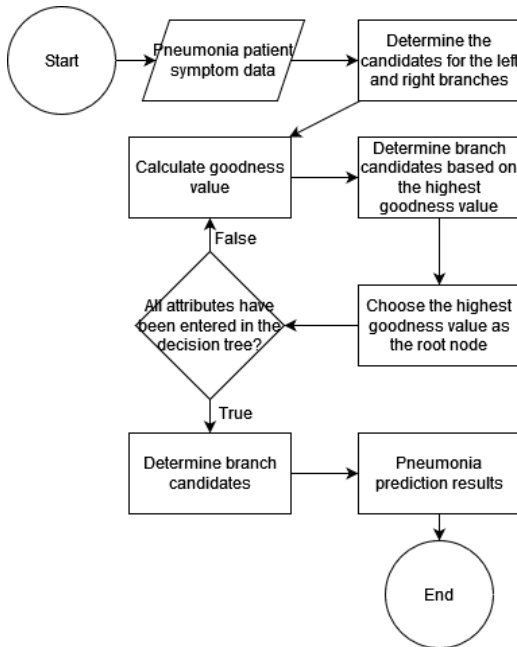 Start
Pneumonia patient
symptom data
Determine the
candidates for the left
and right branches
Calculate goodness
value
Determine branch
candidates based on
the highest
goodness value
False
All attributes have
been entered in the
decision tree?
Choose the highest
goodness value as
the root node
True
Determine branch
candidates
Pneumonia
prediction results
End